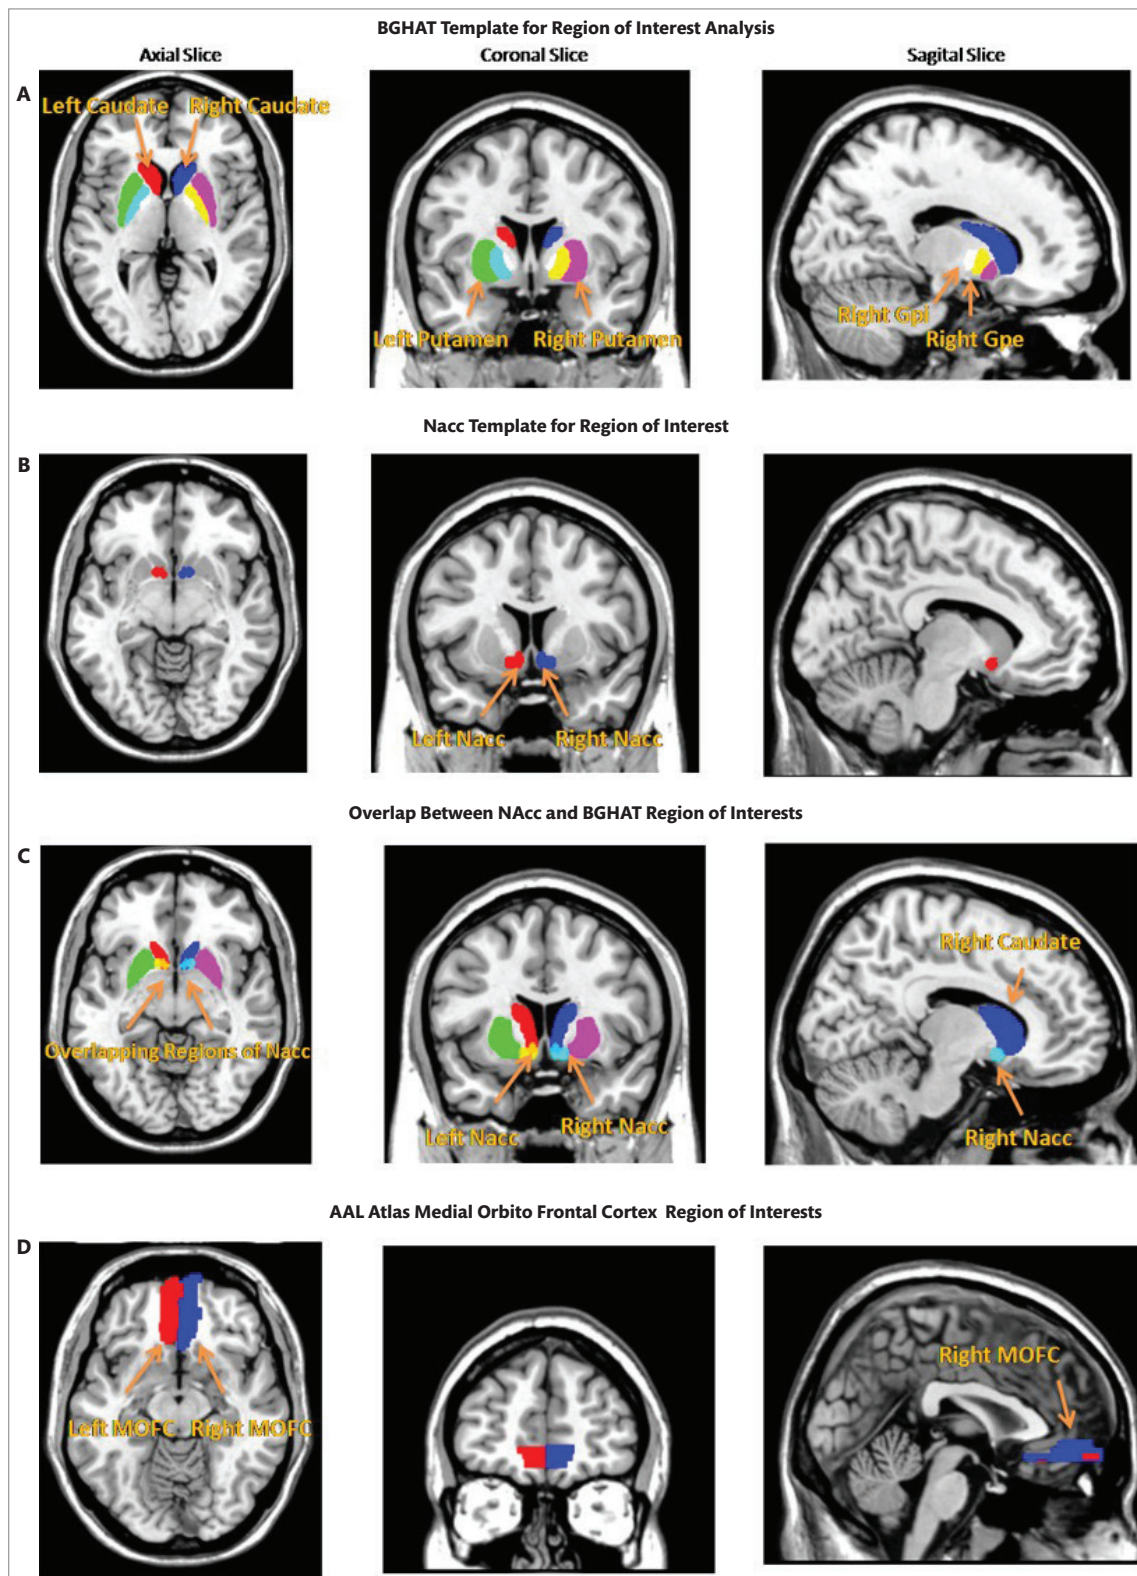 BGHAT Template for Region of Interest Analysis
Axial Slice
Coronal Slice
Sagital Slice
A
Left Caudate
Right Caudate
Left Putamen
Right Putamen
Right Gpi
Right Gpe
Nacc Template for Region of Interest
B
Left Nacc
Right Nacc
Overlap Between NAcc and BGHAT Region of Interests
C
Overlapping Regions of Nacc
Left Nacc
Right Nacc
Right Caudate
Right Nacc
AAL Atlas Medial Orbito Frontal Cortex Region of Interests
D
Left MOFC
Right MOFC
Right MOFC